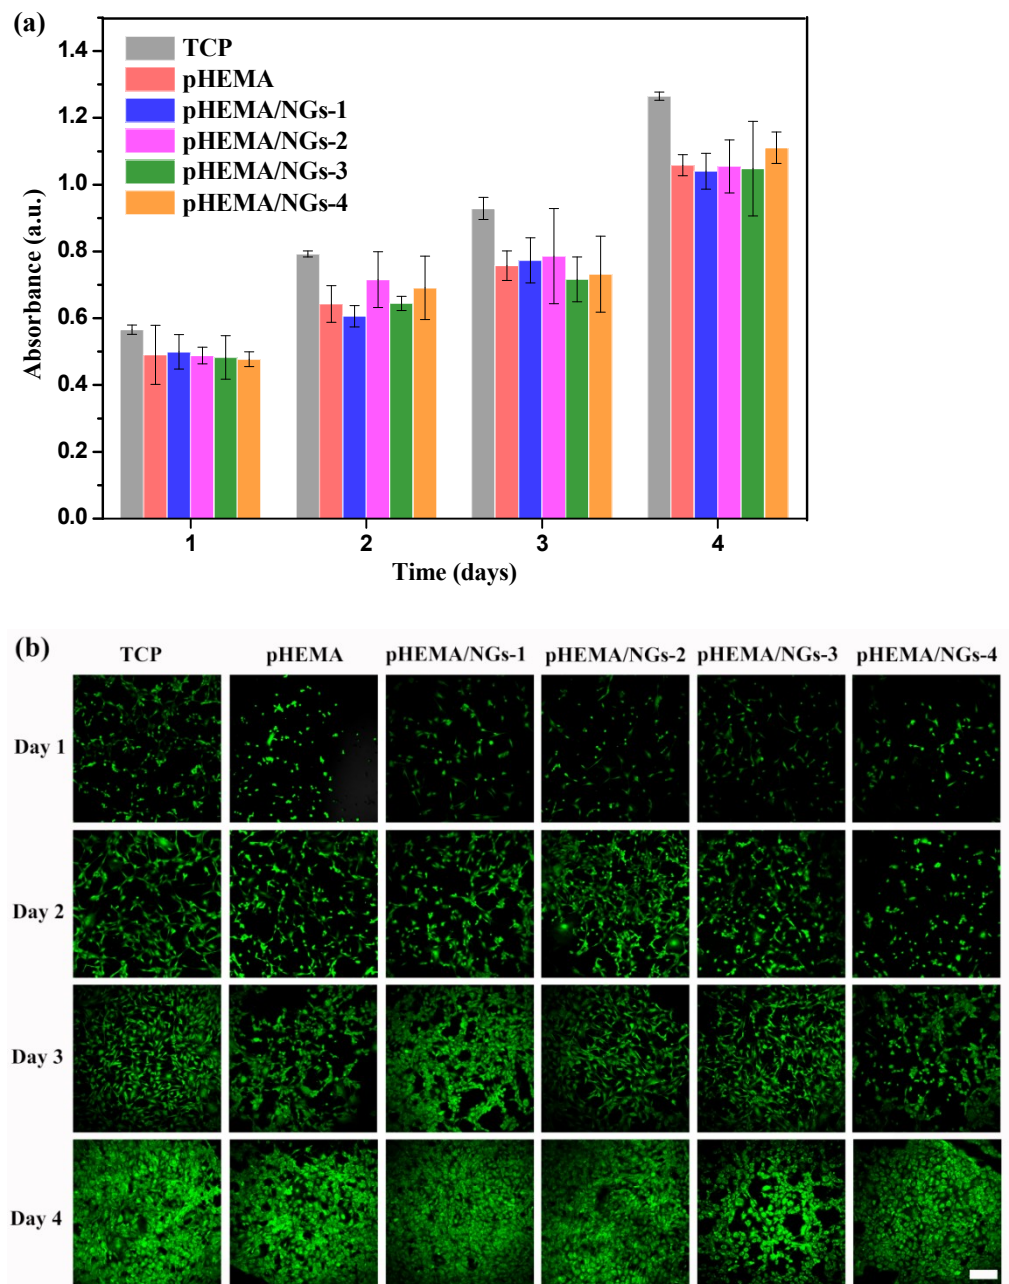 (a)
TCP
pHEMA
pHEMA/NGs-1
pHEMA/NGs-2
pHEMA/NGs-3
pHEMA/NGs-4
Absorbance (a.u.)
1.4
1.2
1.0
0.8
0.6
0.4
0.2
0.0
1 2 3 4
Time (days)
(b)
TCP pHEMA pHEMA/NGs-1 pHEMA/NGs-2 pHEMA/NGs-3 pHEMA/NGs-4
Day 1
Day 2
Day 3
Day 4